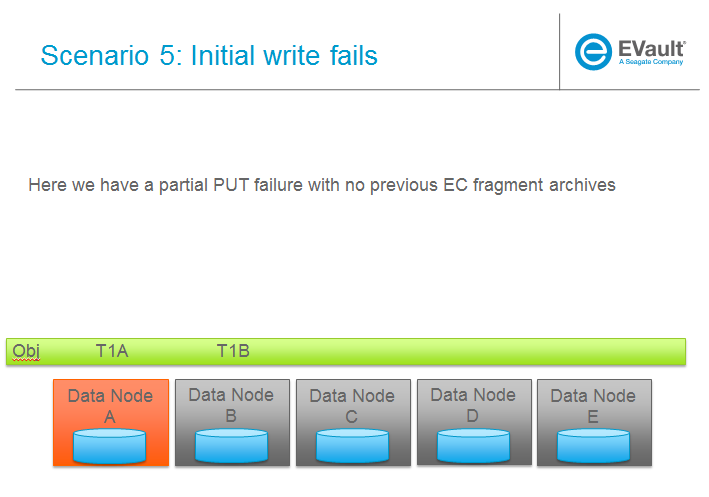 Scenario 5: Initial write fails
EVault
A Seagate Company
Here we have a partial PUT failure with no previous EC fragment archives
Obj T1A T1B
Data Node A
Data Node B
Data Node C
Data Node D
Data Node E